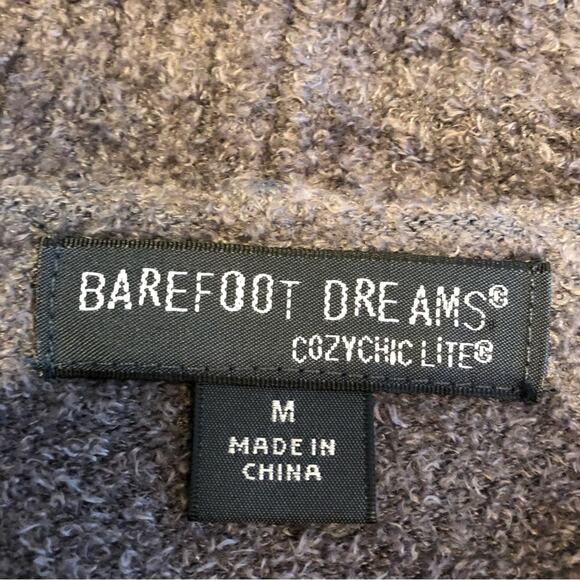 BAREFOOT DREAMS®
COZYCHIC LiTE®
M
MADE IN
CHINA